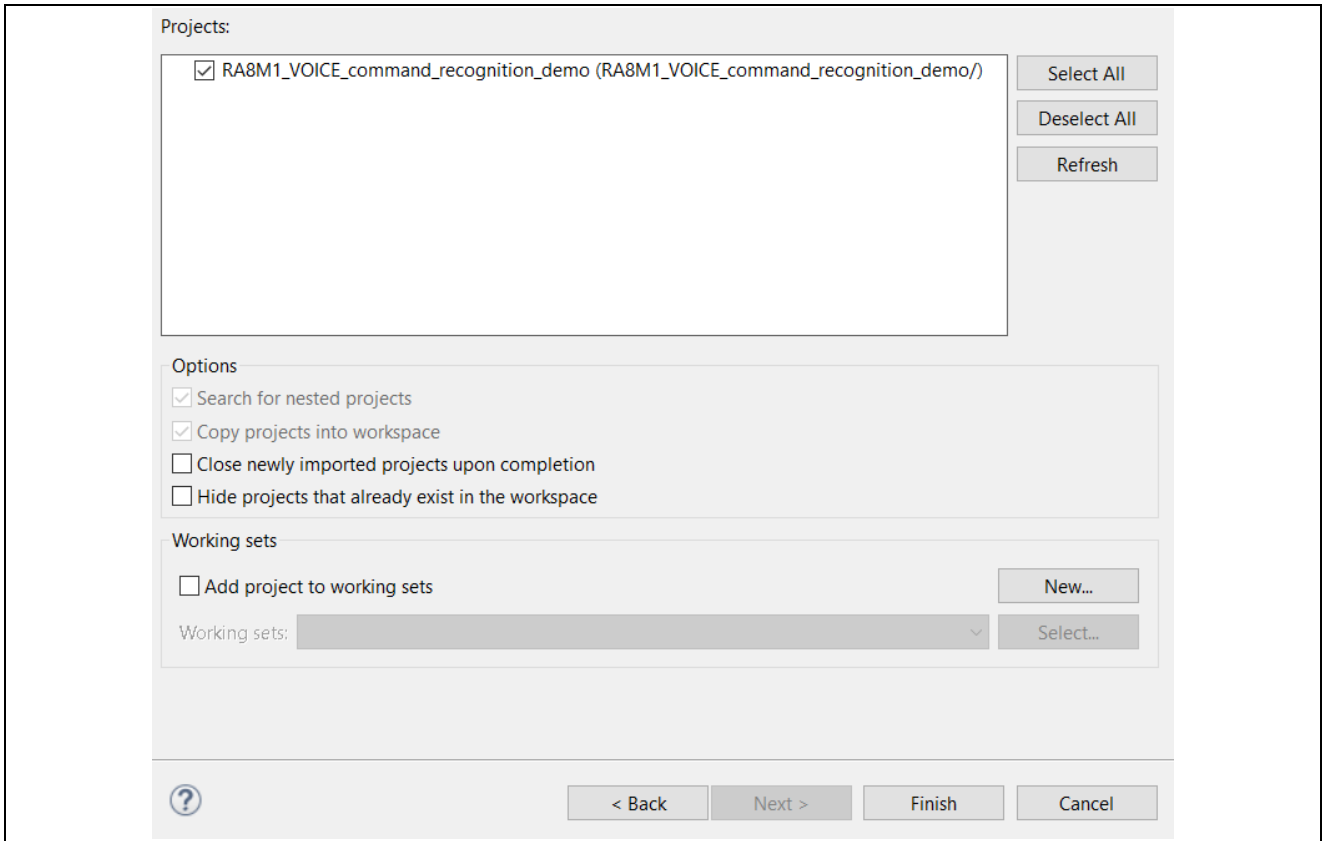 Projects:
RA8M1_VOICE_command_recognition_demo (RA8M1_VOICE_command_recognition_demo/)
Select All
Deselect All
Refresh
Options
Search for nested projects
Copy projects into workspace
Close newly imported projects upon completion
Hide projects that already exist in the workspace
Working sets
Add project to working sets
New...
Working sets:
Select...
?
< Back
Next >
Finish
Cancel